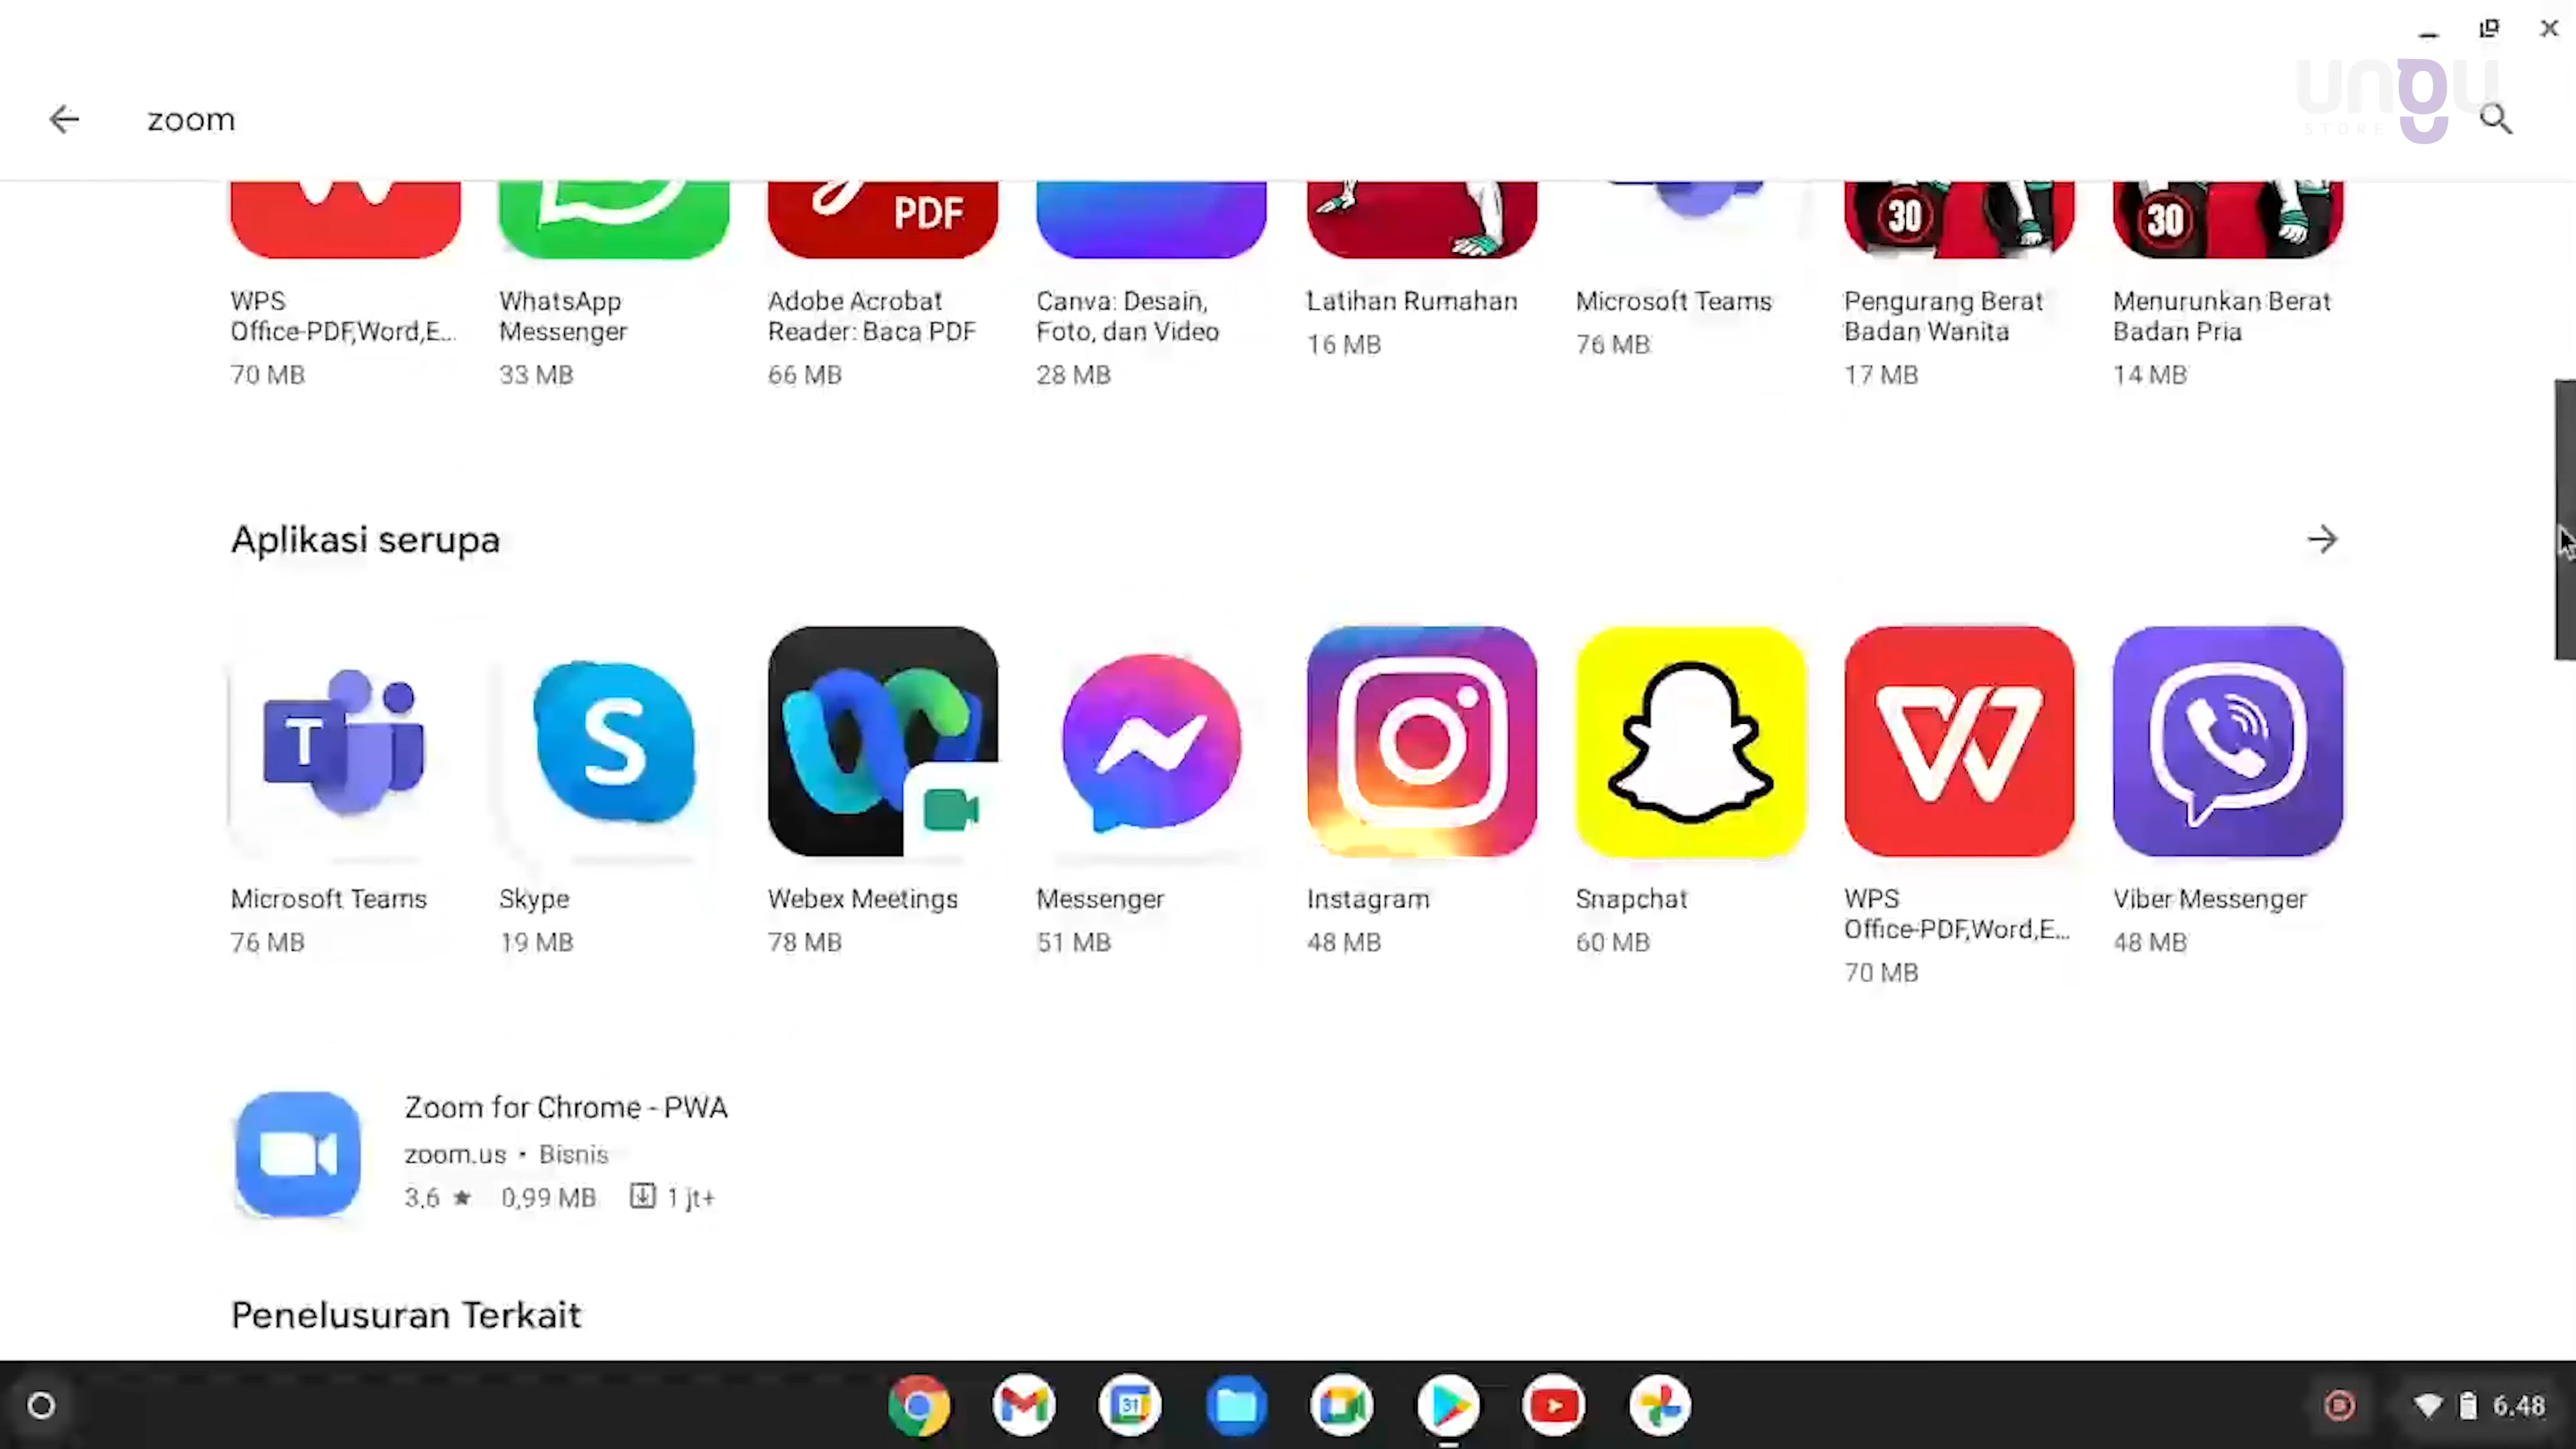 ungu
STORE
zoom
PDF
30
30
WPS
Office-PDF,Word,E...
70 MB
WhatsApp
Messenger
33 MB
Adobe Acrobat
Reader: Baca PDF
66 MB
Canva: Desain,
Foto, dan Video
28 MB
Latihan Rumahan
16 MB
Microsoft Teams
76 MB
Pengurang Berat
Badan Wanita
17 MB
Menurunkan Berat
Badan Pria
14 MB
Aplikasi serupa
T
S
W
Microsoft Teams
76 MB
Skype
19 MB
Webex Meetings
78 MB
Messenger
51 MB
Instagram
48 MB
Snapchat
60 MB
WPS
Office-PDF,Word,E...
70 MB
Viber Messenger
48 MB
Zoom for Chrome - PWA
zoom.us • Bisnis
3,6 ★ 0,99 MB 1 jt+
Penelusuran Terkait
31
6.48